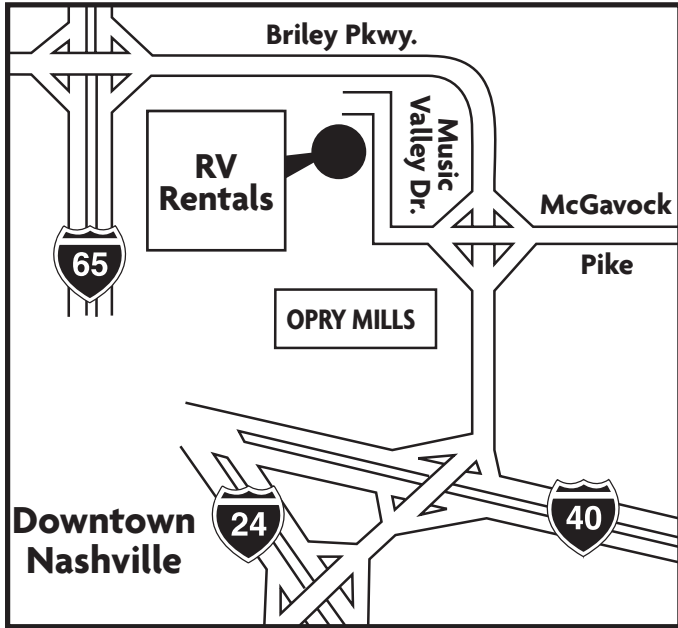 Briley Pkwy.
Music
Valley Dr.
RV
Rentals
McGavock
Pike
65
OPRY MILLS
Downtown
Nashville
24
40